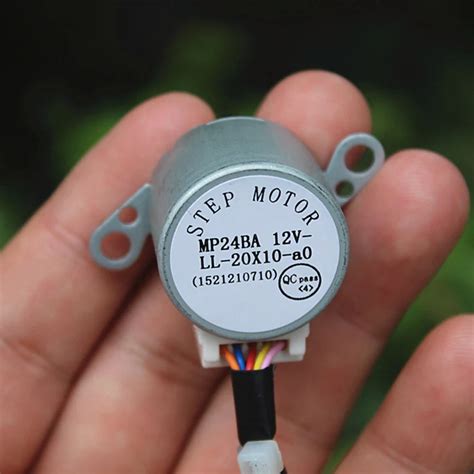 STEP MOTOR
MP24BA 12V-
LL-20X10-a0
(1521210710)
QC pass
<4>